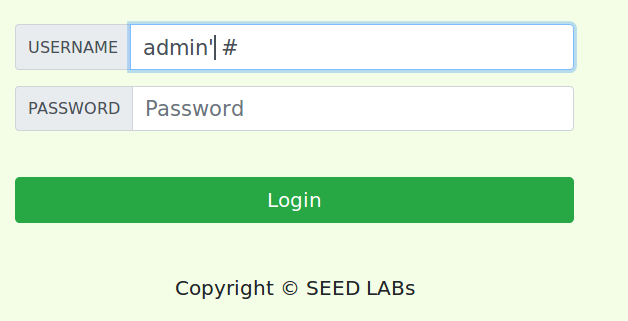 USERNAME admin' #
PASSWORD Password
Login
Copyright © SEED LABs